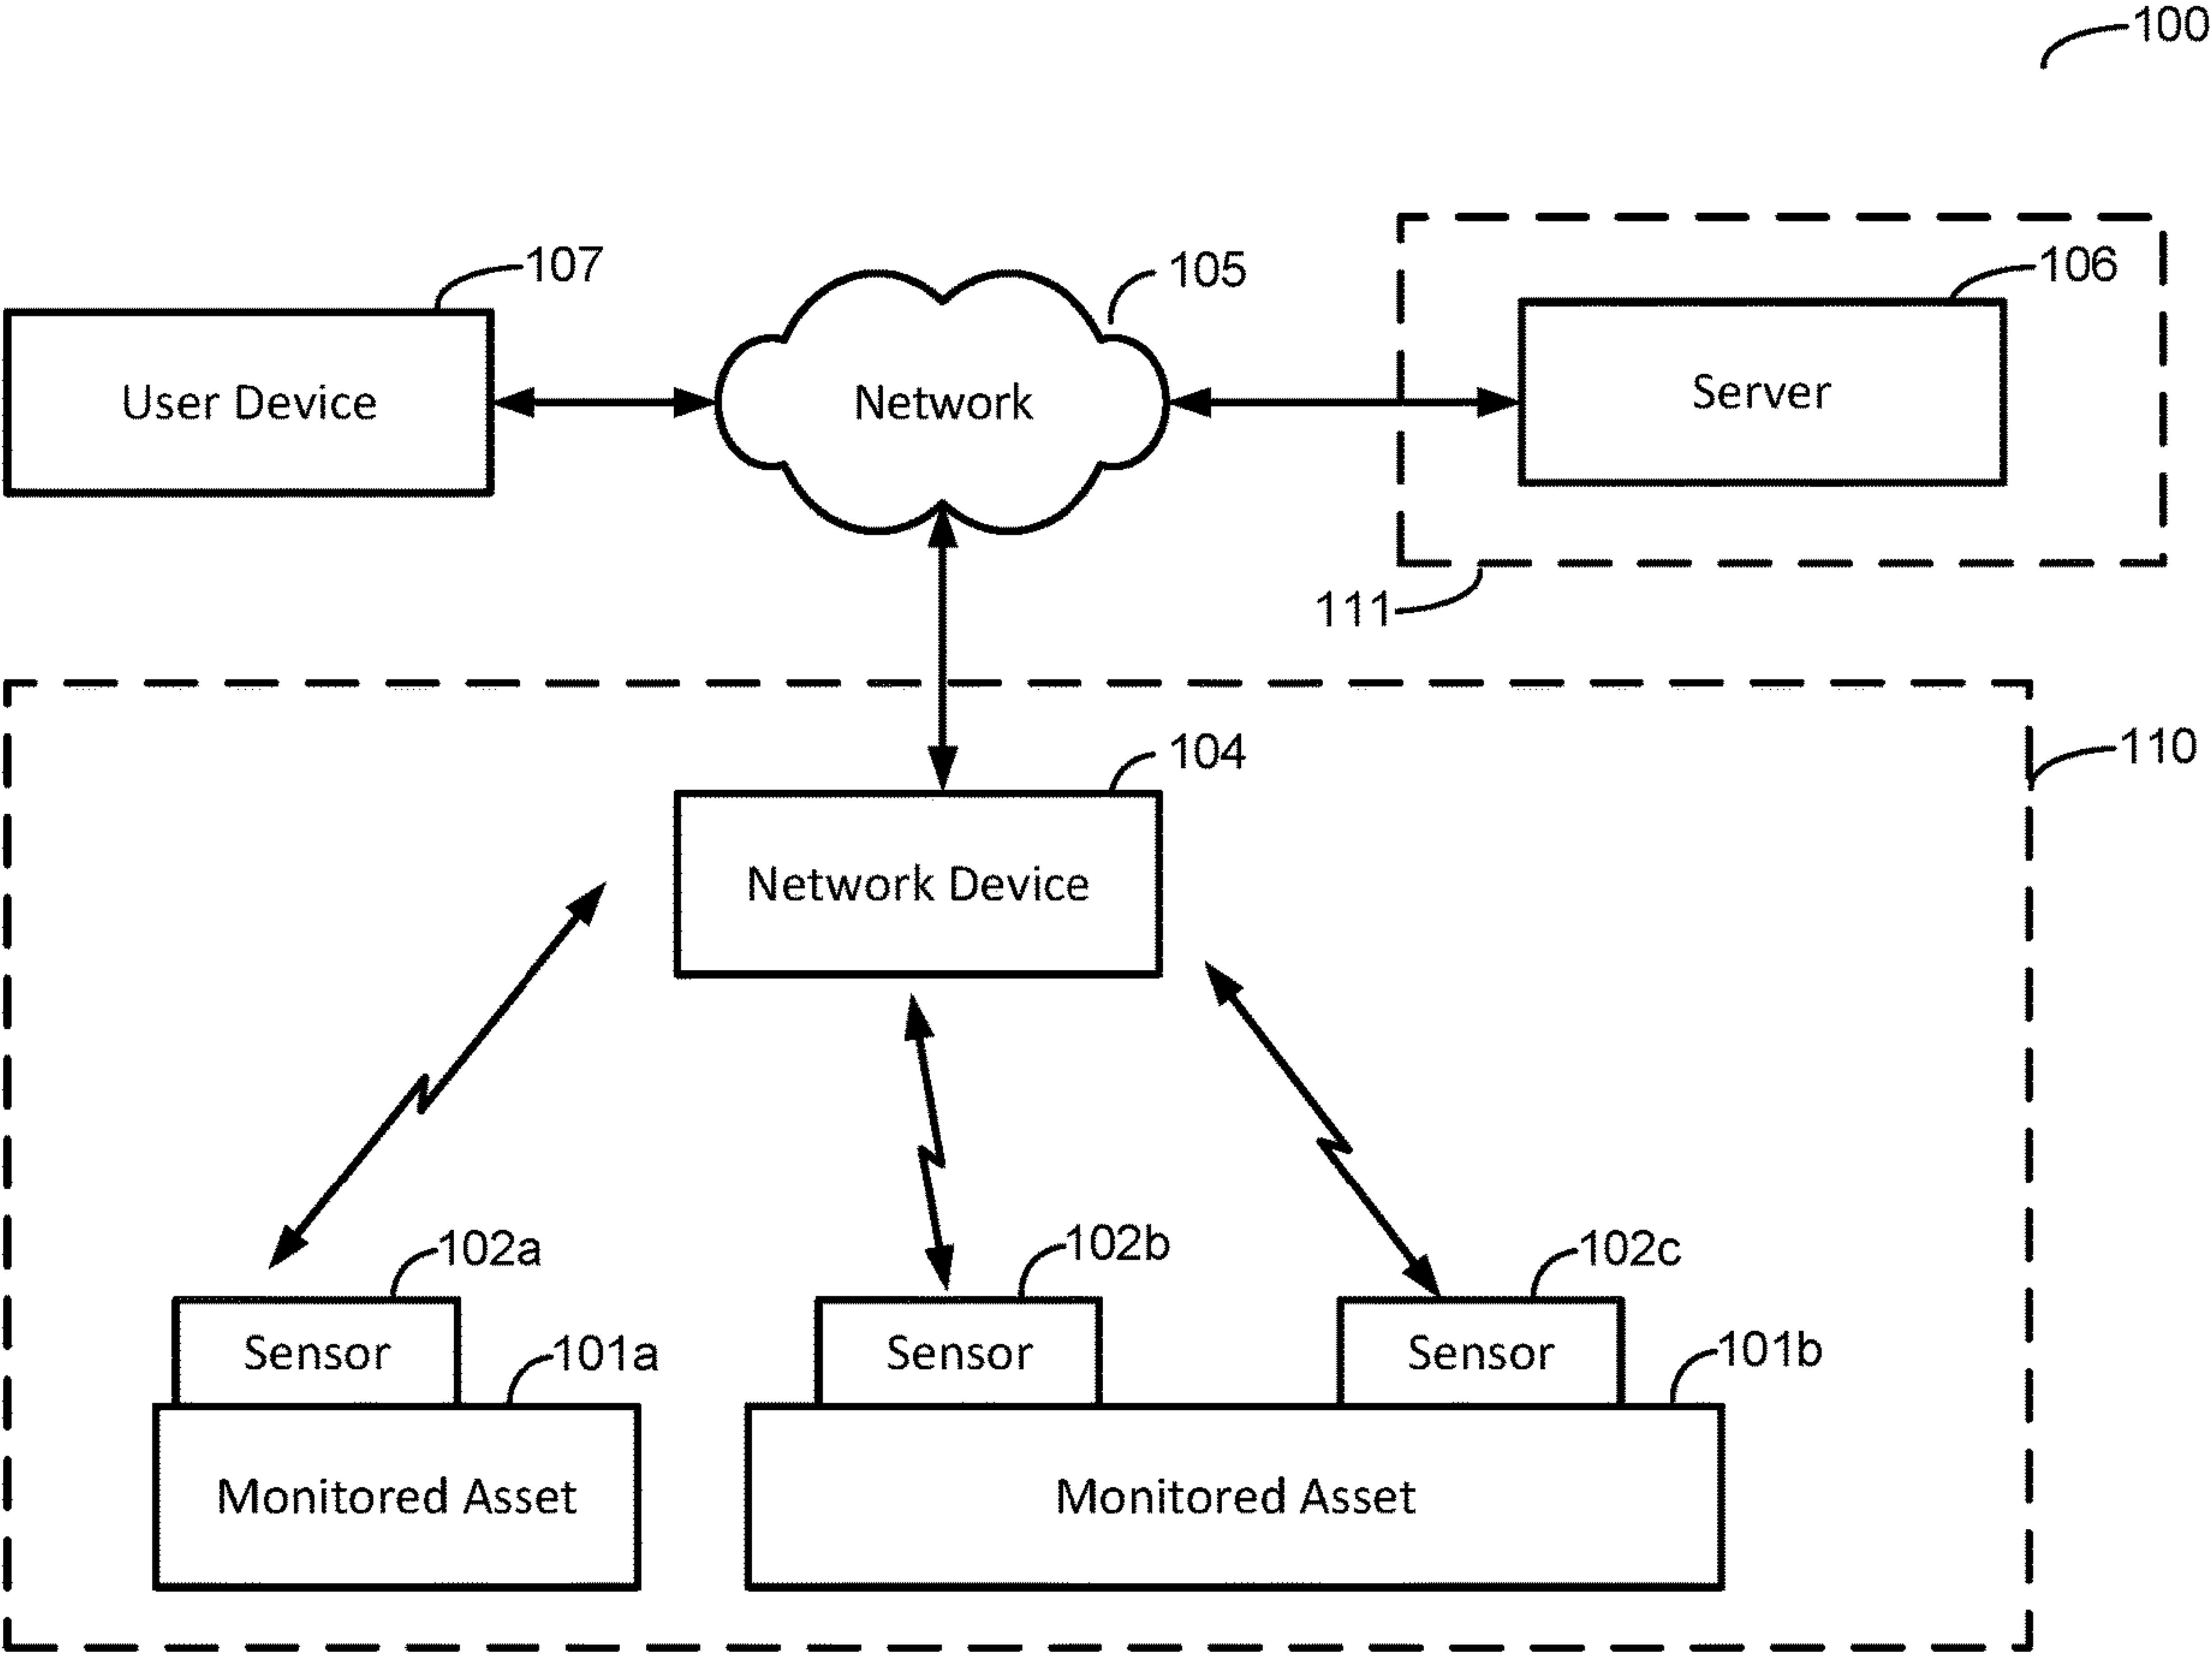 100
107
105
106
User Device
Network
Server
111
104
110
Network Device
102a
102b
102c
Sensor
101a
Sensor
Sensor
101b
Monitored Asset
Monitored Asset